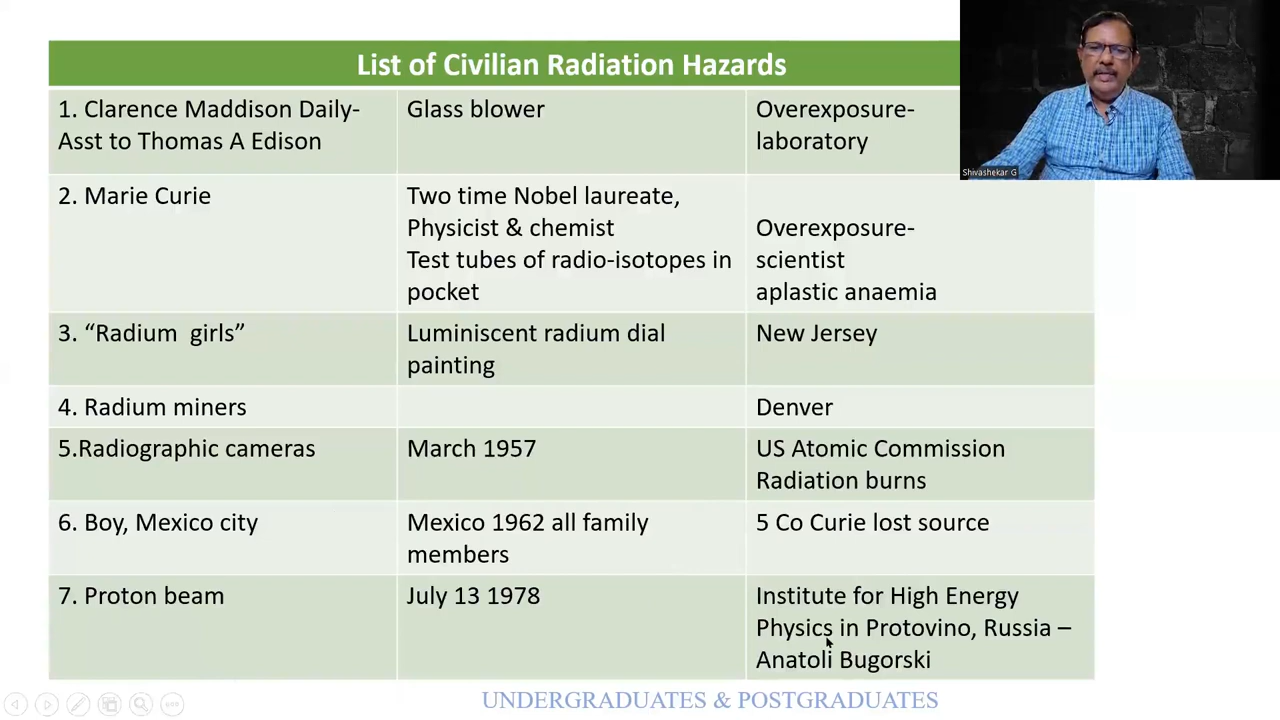 List of Civilian Radiation Hazards
1. Clarence Maddison Daily-
Asst to Thomas A Edison
Glass blower
Overexposure-
laboratory
2. Marie Curie
Two time Nobel laureate,
Physicist & chemist
Test tubes of radio-isotopes in
pocket
Overexposure-
scientist
aplastic anaemia
3. “Radium  girls”
Luminiscent radium dial
painting
New Jersey
4. Radium miners
Denver
5.Radiographic cameras
March 1957
US Atomic Commission
Radiation burns
6. Boy, Mexico city
Mexico 1962 all family
members
5 Co Curie lost source
7. Proton beam
July 13 1978
Institute for High Energy
Physics in Protovino, Russia –
Anatoli Bugorski
UNDERGRADUATES & POSTGRADUATES
Shivashekar G